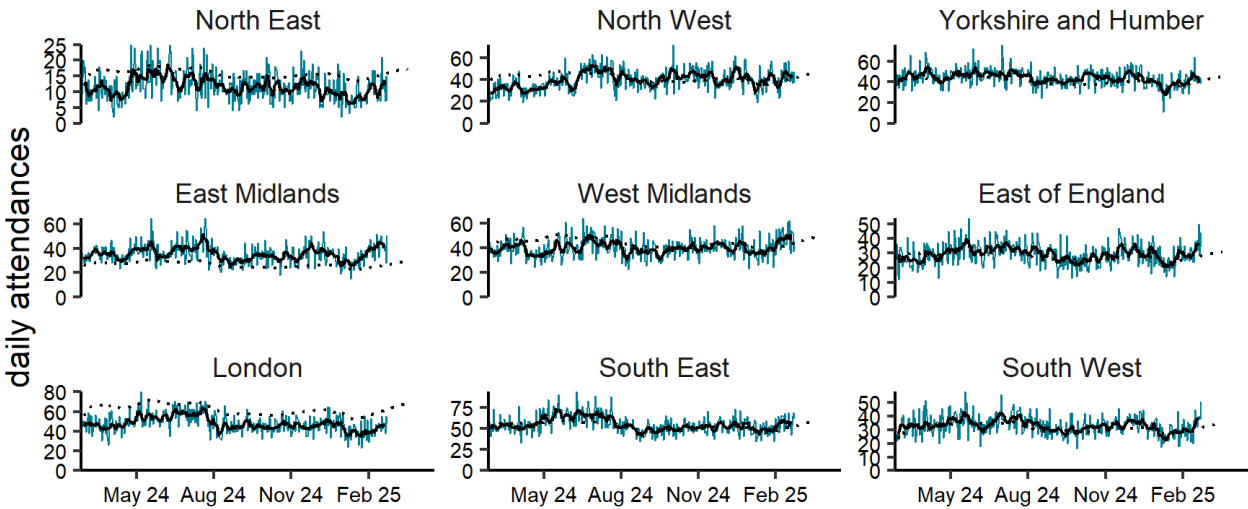 North East North West Yorkshire and Humber
25 20 15 10 5 0
60 40 20 0
60 40 20 0
daily attendances
East Midlands West Midlands East of England
60 40 20 0
60 40 20 0
50 40 30 20 10 0
London South East South West
80 60 40 20 0
75 50 25 0
50 40 30 20 10 0
May 24 Aug 24 Nov 24 Feb 25 May 24 Aug 24 Nov 24 Feb 25 May 24 Aug 24 Nov 24 Feb 25